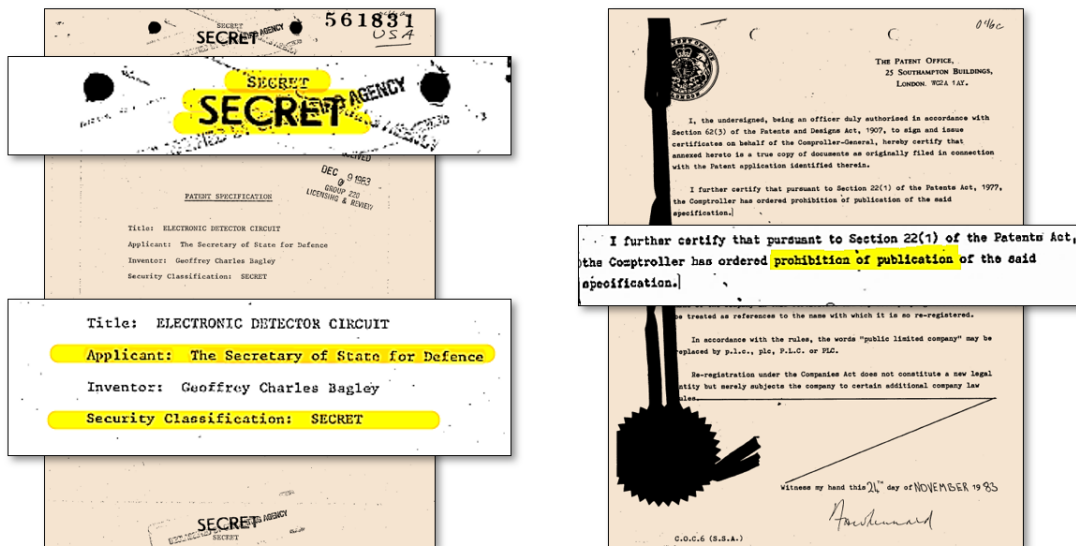 561831
USA
SECRET
SECRET AGENCY
SECRET
SECRET AGENCY
DEC 9 1983
GROUP 220
LICENSING & REVIEW
PATENT SPECIFICATION
Title: ELECTRONIC DETECTOR CIRCUIT
Applicant: The Secretary of State for Defence
Inventor: Geoffrey Charles Bagley
Security Classification: SECRET
Title: ELECTRONIC DETECTOR CIRCUIT
Applicant: The Secretary of State for Defence
Inventor: Geoffrey Charles Bagley
Security Classification: SECRET
SECRET AGENCY
SECRET
THE PATENT OFFICE,
25 SOUTHAMPTON BUILDINGS,
LONDON. WC2A 1AY.
I, the undersigned, being an officer duly authorised in accordance with
Section 62(3) of the Patents and Designs Act, 1907, to sign and issue
certificates on behalf of the Comptroller-General, hereby certify that
annexed hereto is a true copy of documents as originally filed in connection
with the Patent application identified therein.
I further certify that pursuant to Section 22(1) of the Patents Act, 1977,
the Comptroller has ordered prohibition of publication of the said
specification.
I further certify that pursuant to Section 22(1) of the Patents Act,
the Comptroller has ordered prohibition of publication of the said
specification.
be treated as references to the name with which it is so re-registered.
In accordance with the rules, the words "public limited company" may be
replaced by p.l.c., plc, P.L.C. or PLC.
Re-registration under the Companies Act does not constitute a new legal
entity but merely subjects the company to certain additional company law
rules.
Witness my hand this 24th day of NOVEMBER 1983
C.O.C.6 (S.S.A.)